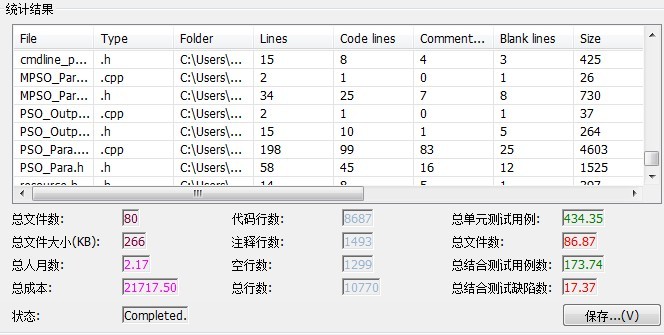 统计结果
File Type Folder Lines Code lines Comment... Blank lines Size
cmdline_p... .h C:\Users\... 15 8 4 3 425
MPSO_Par... .cpp C:\Users\... 2 1 0 1 26
MPSO_Par... .h C:\Users\... 34 25 7 8 730
PSO_Outp... .cpp C:\Users\... 2 1 0 1 37
PSO_Outp... .h C:\Users\... 15 10 1 5 264
PSO_Para.... .cpp C:\Users\... 198 99 83 25 4603
PSO_Para.h .h C:\Users\... 58 45 16 12 1525
resource.h .h C:\Users\... 14 8 5 1 397
总文件数: 80 代码行数: 8687 总单元测试用例: 434.35
总文件大小(KB): 266 注释行数: 1493 总文件数: 86.87
总人月数: 2.17 空行数: 1299 总结合测试用例数: 173.74
总成本: 21717.50 总行数: 10770 总结合测试缺陷数: 17.37
状态: Completed. 保存...(V)